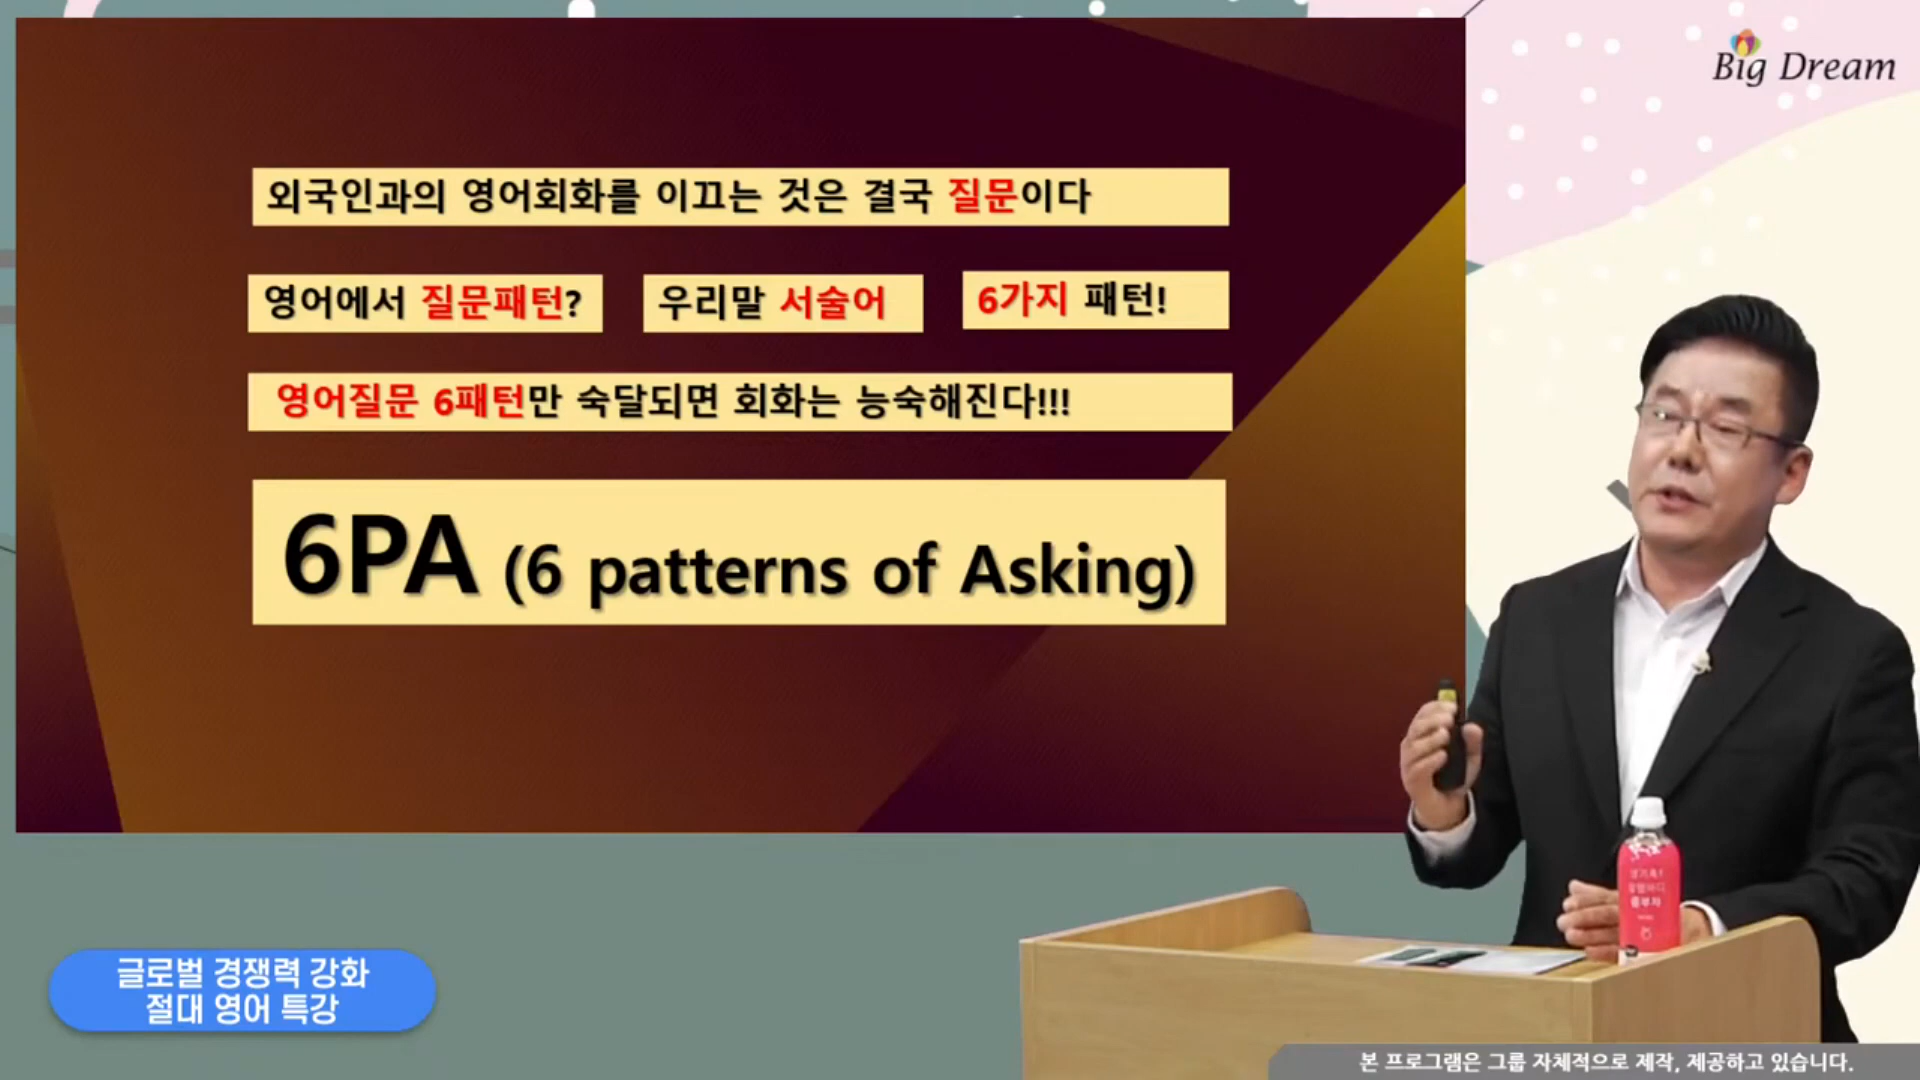 Big Dream
외국인과의 영어회화를 이끄는 것은 결국 질문이다
영어에서 질문패턴?
우리말 서술어
6가지 패턴!
영어질문 6패턴만 숙달되면 회화는 능숙해진다!!!
6PA (6 patterns of Asking)
글로벌 경쟁력 강화
절대 영어 특강
본 프로그램은 그룹 자체적으로 제작, 제공하고 있습니다.